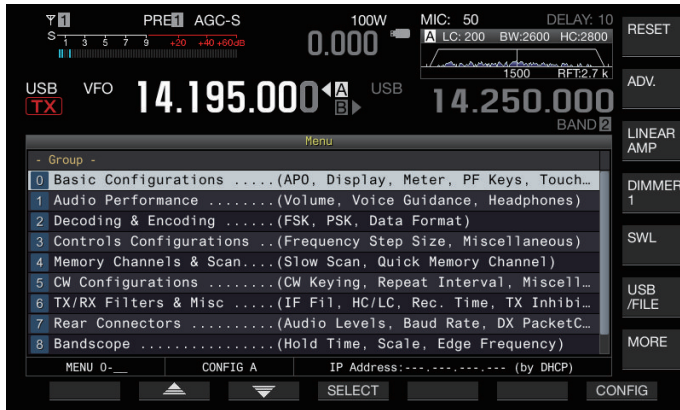 1 PRE1 AGC-S 100W MIC: 50 DELAY: 10
S 1 3 5 7 9 +20 +40 +60dB 0.000 A LC: 200 BW:2600 HC:2800
1500 RFT:2.7 k
USB VFO 14.195.000 A USB 14.250.000
TX B BAND 2
Menu
- Group -
0 Basic Configurations .....(APO, Display, Meter, PF Keys, Touch…
1 Audio Performance ........(Volume, Voice Guidance, Headphones)
2 Decoding & Encoding ......(FSK, PSK, Data Format)
3 Controls Configurations ..(Frequency Step Size, Miscellaneous)
4 Memory Channels & Scan....(Slow Scan, Quick Memory Channel)
5 CW Configurations ........(CW Keying, Repeat Interval, Miscell…
6 TX/RX Filters & Misc .....(IF Fil, HC/LC, Rec. Time, TX Inhibi…
7 Rear Connectors ..........(Audio Levels, Baud Rate, DX PacketC…
8 Bandscope ................(Hold Time, Scale, Edge Frequency)
MENU 0-__ CONFIG A IP Address:---.---.---.--- (by DHCP)
SELECT CONFIG
RESET
ADV.
LINEAR
AMP
DIMMER
1
SWL
USB
/FILE
MORE